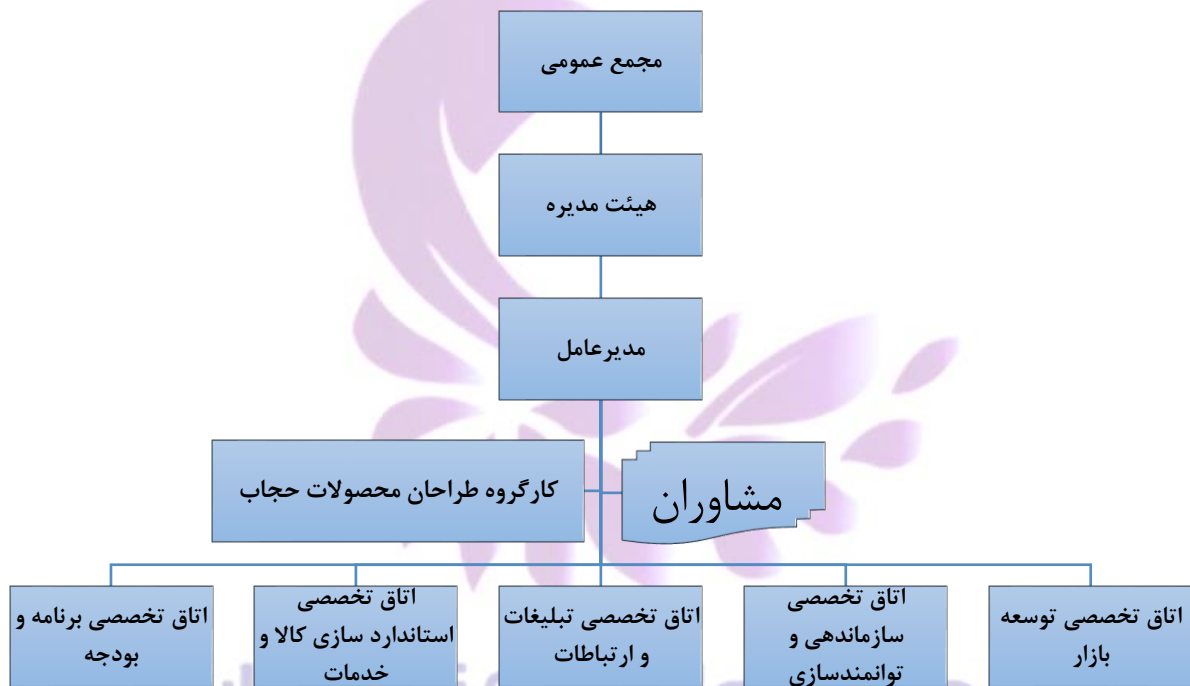 مجمع عمومی
هیئت مدیره
مدیرعامل
مشاوران
کارگروه طراحان محصولات حجاب
اتاق تخصصی توسعه
بازار
اتاق تخصصی
سازماندهی و
توانمندسازی
اتاق تخصصی تبلیغات
و ارتباطات
اتاق تخصصی
استاندارد سازی کالا و
خدمات
اتاق تخصصی برنامه و
بودجه